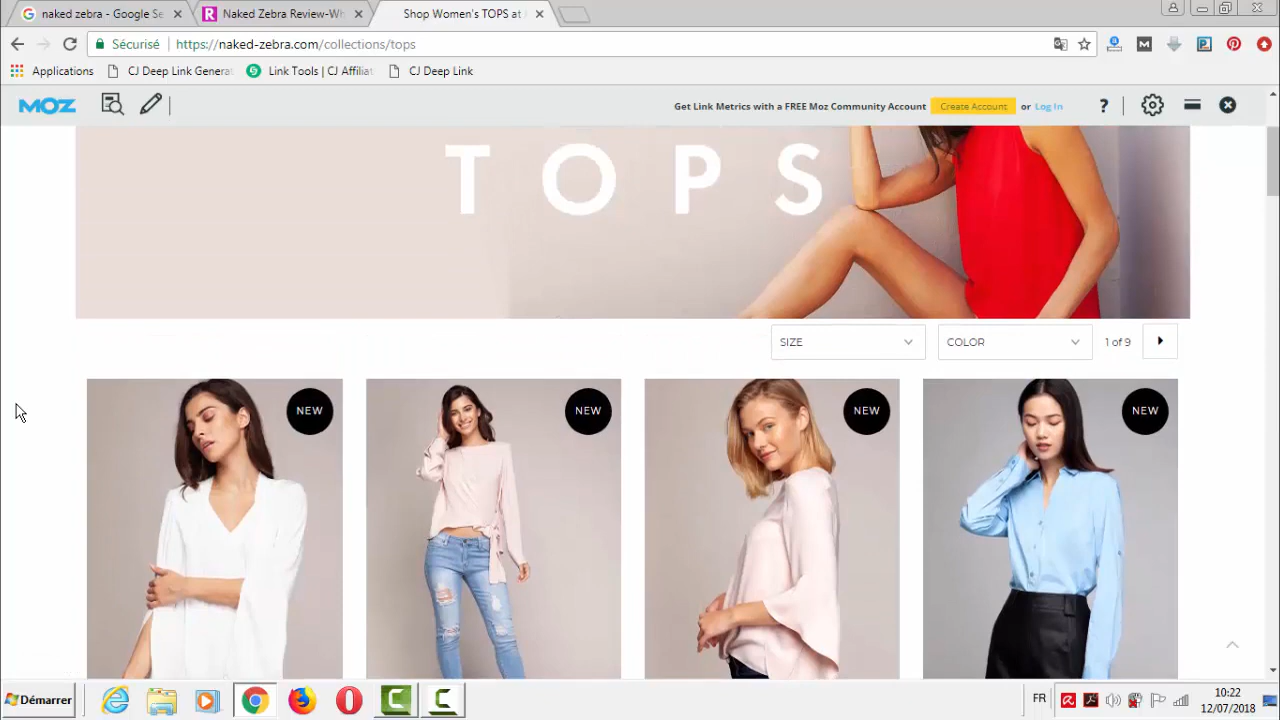 naked zebra - Google Se
Naked Zebra Review-Wh
Shop Women's TOPS at
Sécurisé
https://naked-zebra.com/collections/tops
Applications
CJ Deep Link Genera
Link Tools | CJ Affilia
CJ Deep Link
MOZ
Get Link Metrics with a FREE Moz Community Account
Create Account
or
Log In
?
TOPS
SIZE
COLOR
1 of 9
NEW
NEW
NEW
NEW
Démarrer
FR
10:22
12/07/2018